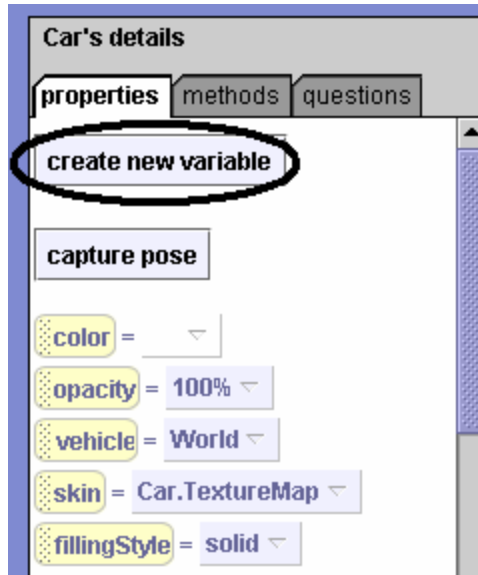 Car's details
properties methods questions
create new variable
capture pose
color =
opacity = 100%
vehicle = World
skin = Car.TextureMap
fillingStyle = solid